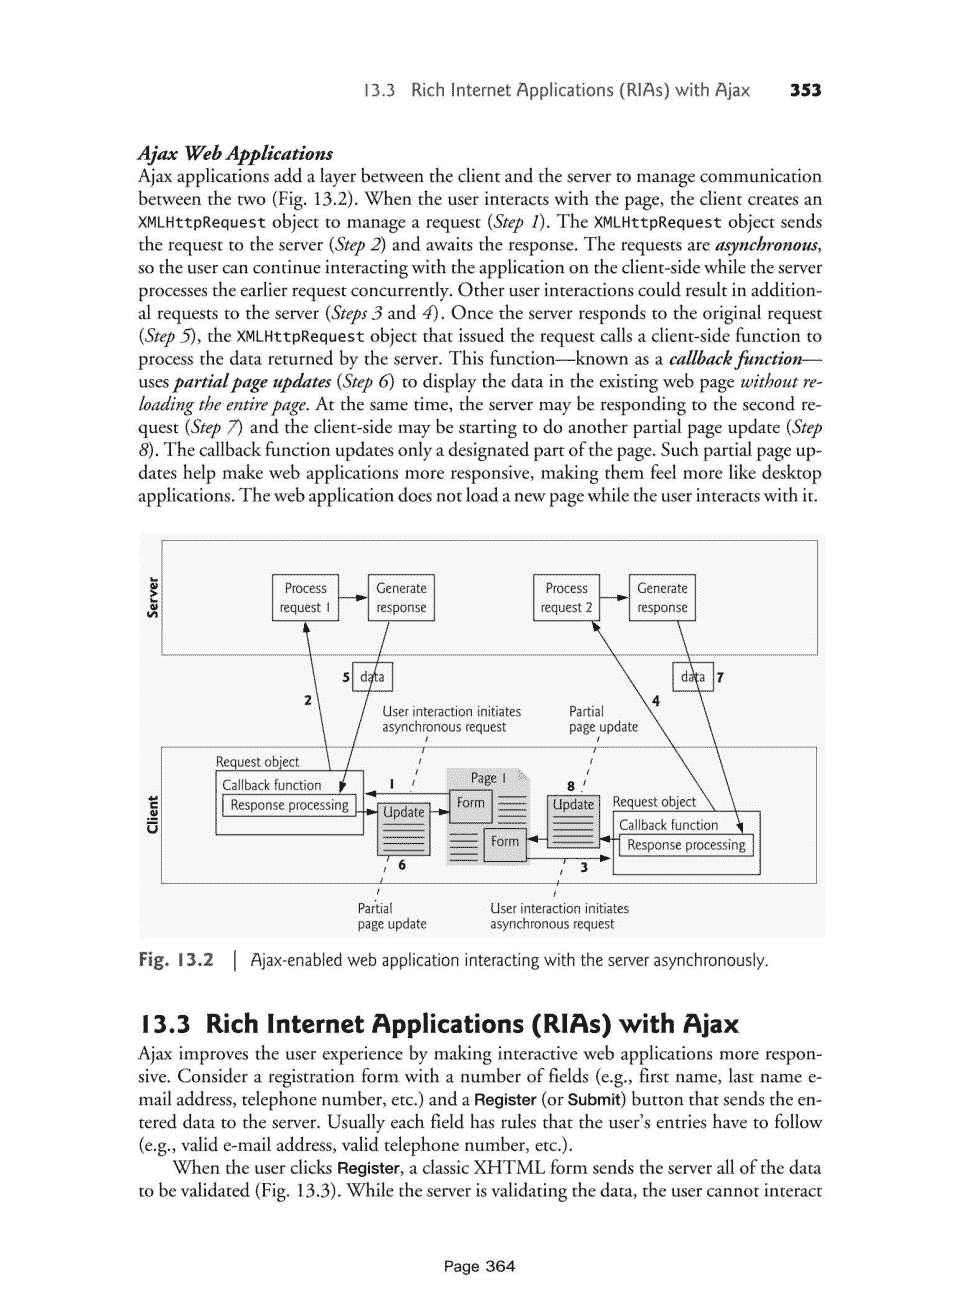 13.3 Rich Internet Applications (RIAs) with Ajax 353
Ajax Web Applications
Ajax applications add a layer between the client and the server to manage communication
between the two (Fig. 13.2). When the user interacts with the page, the client creates an
XMLHttpRequest object to manage a request (Step 1). The XMLHttpRequest object sends
the request to the server (Step 2) and awaits the response. The requests are asynchronous,
so the user can continue interacting with the application on the client-side while the server
processes the earlier request concurrently. Other user interactions could result in addition-
al requests to the server (Steps 3 and 4). Once the server responds to the original request
(Step 5), the XMLHttpRequest object that issued the request calls a client-side function to
process the data returned by the server. This function—known as a callback function—
uses partial page updates (Step 6) to display the data in the existing web page without re-
loading the entire page. At the same time, the server may be responding to the second re-
quest (Step 7) and the client-side may be starting to do another partial page update (Step
8). The callback function updates only a designated part of the page. Such partial page up-
dates help make web applications more responsive, making them feel more like desktop
applications. The web application does not load a new page while the user interacts with it.
Server
Process
request 1
Generate
response
Process
request 2
Generate
response
5 data
data 7
2
4
User interaction initiates
asynchronous request
Partial
page update
Client
Request object
Callback function
Response processing
1
Update
6
Page 1
Form
Form
8
Update
3
Request object
Callback function
Response processing
Partial
page update
User interaction initiates
asynchronous request
Fig. 13.2 | Ajax-enabled web application interacting with the server asynchronously.
13.3 Rich Internet Applications (RIAs) with Ajax
Ajax improves the user experience by making interactive web applications more respon-
sive. Consider a registration form with a number of fields (e.g., first name, last name e-
mail address, telephone number, etc.) and a Register (or Submit) button that sends the en-
tered data to the server. Usually each field has rules that the user's entries have to follow
(e.g., valid e-mail address, valid telephone number, etc.).
When the user clicks Register, a classic XHTML form sends the server all of the data
to be validated (Fig. 13.3). While the server is validating the data, the user cannot interact
Page 364